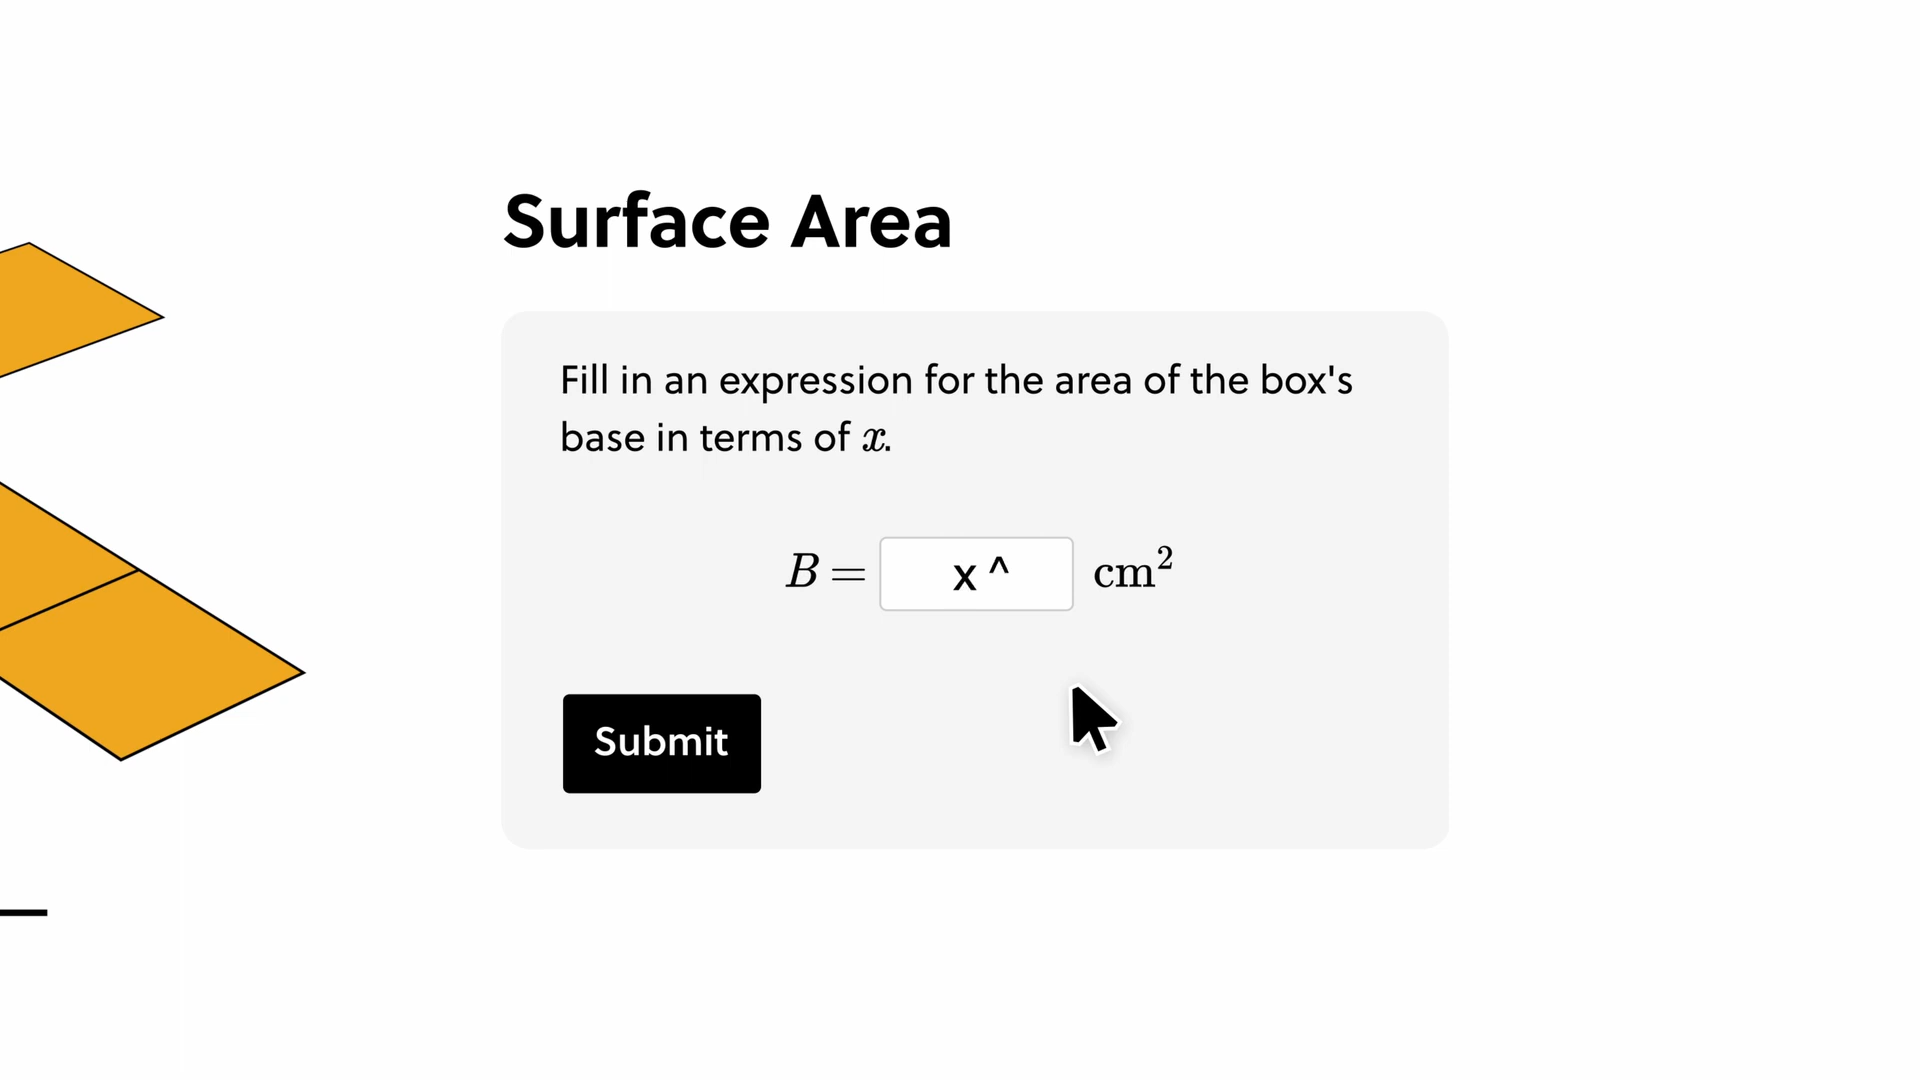 Surface Area
Fill in an expression for the area of the box's
base in terms of x.
B = x ^ cm²
Submit